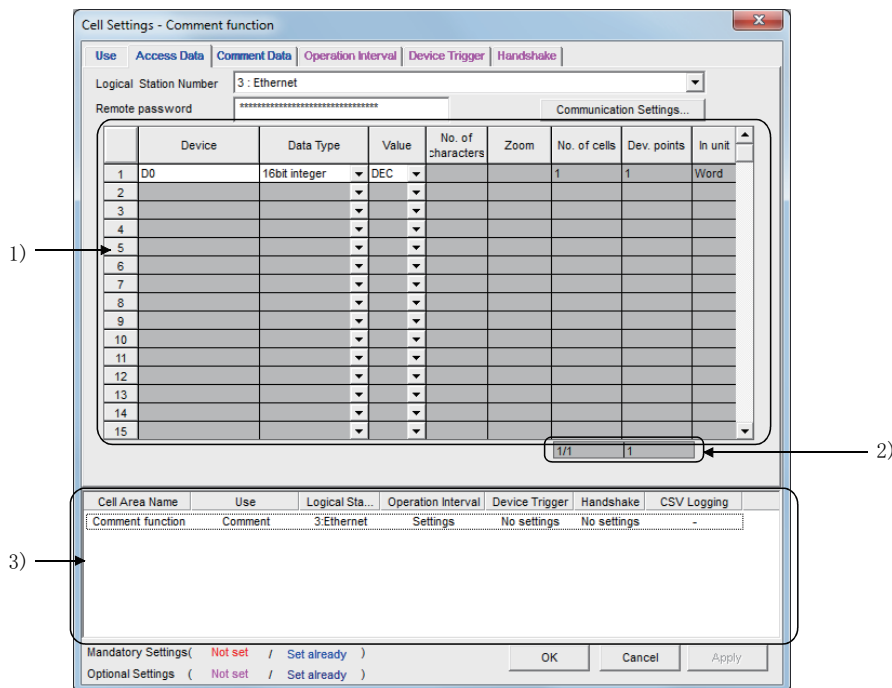 Cell Settings - Comment function
Use Access Data Comment Data Operation Interval Device Trigger Handshake
Logical Station Number 3 : Ethernet
Remote password ********************************
Communication Settings...
Device Data Type Value No. of characters Zoom No. of cells Dev. points In unit
1 D0 16bit integer DEC 1 1 Word
2
3
4
1) 5
6
7
8
9
10
11
12
13
14
15
1/1 1 2)
Cell Area Name Use Logical Sta... Operation Interval Device Trigger Handshake CSV Logging
Comment function Comment 3:Ethernet Settings No settings No settings -
3)
Mandatory Settings( Not set / Set already )
Optional Settings ( Not set / Set already )
OK Cancel Apply